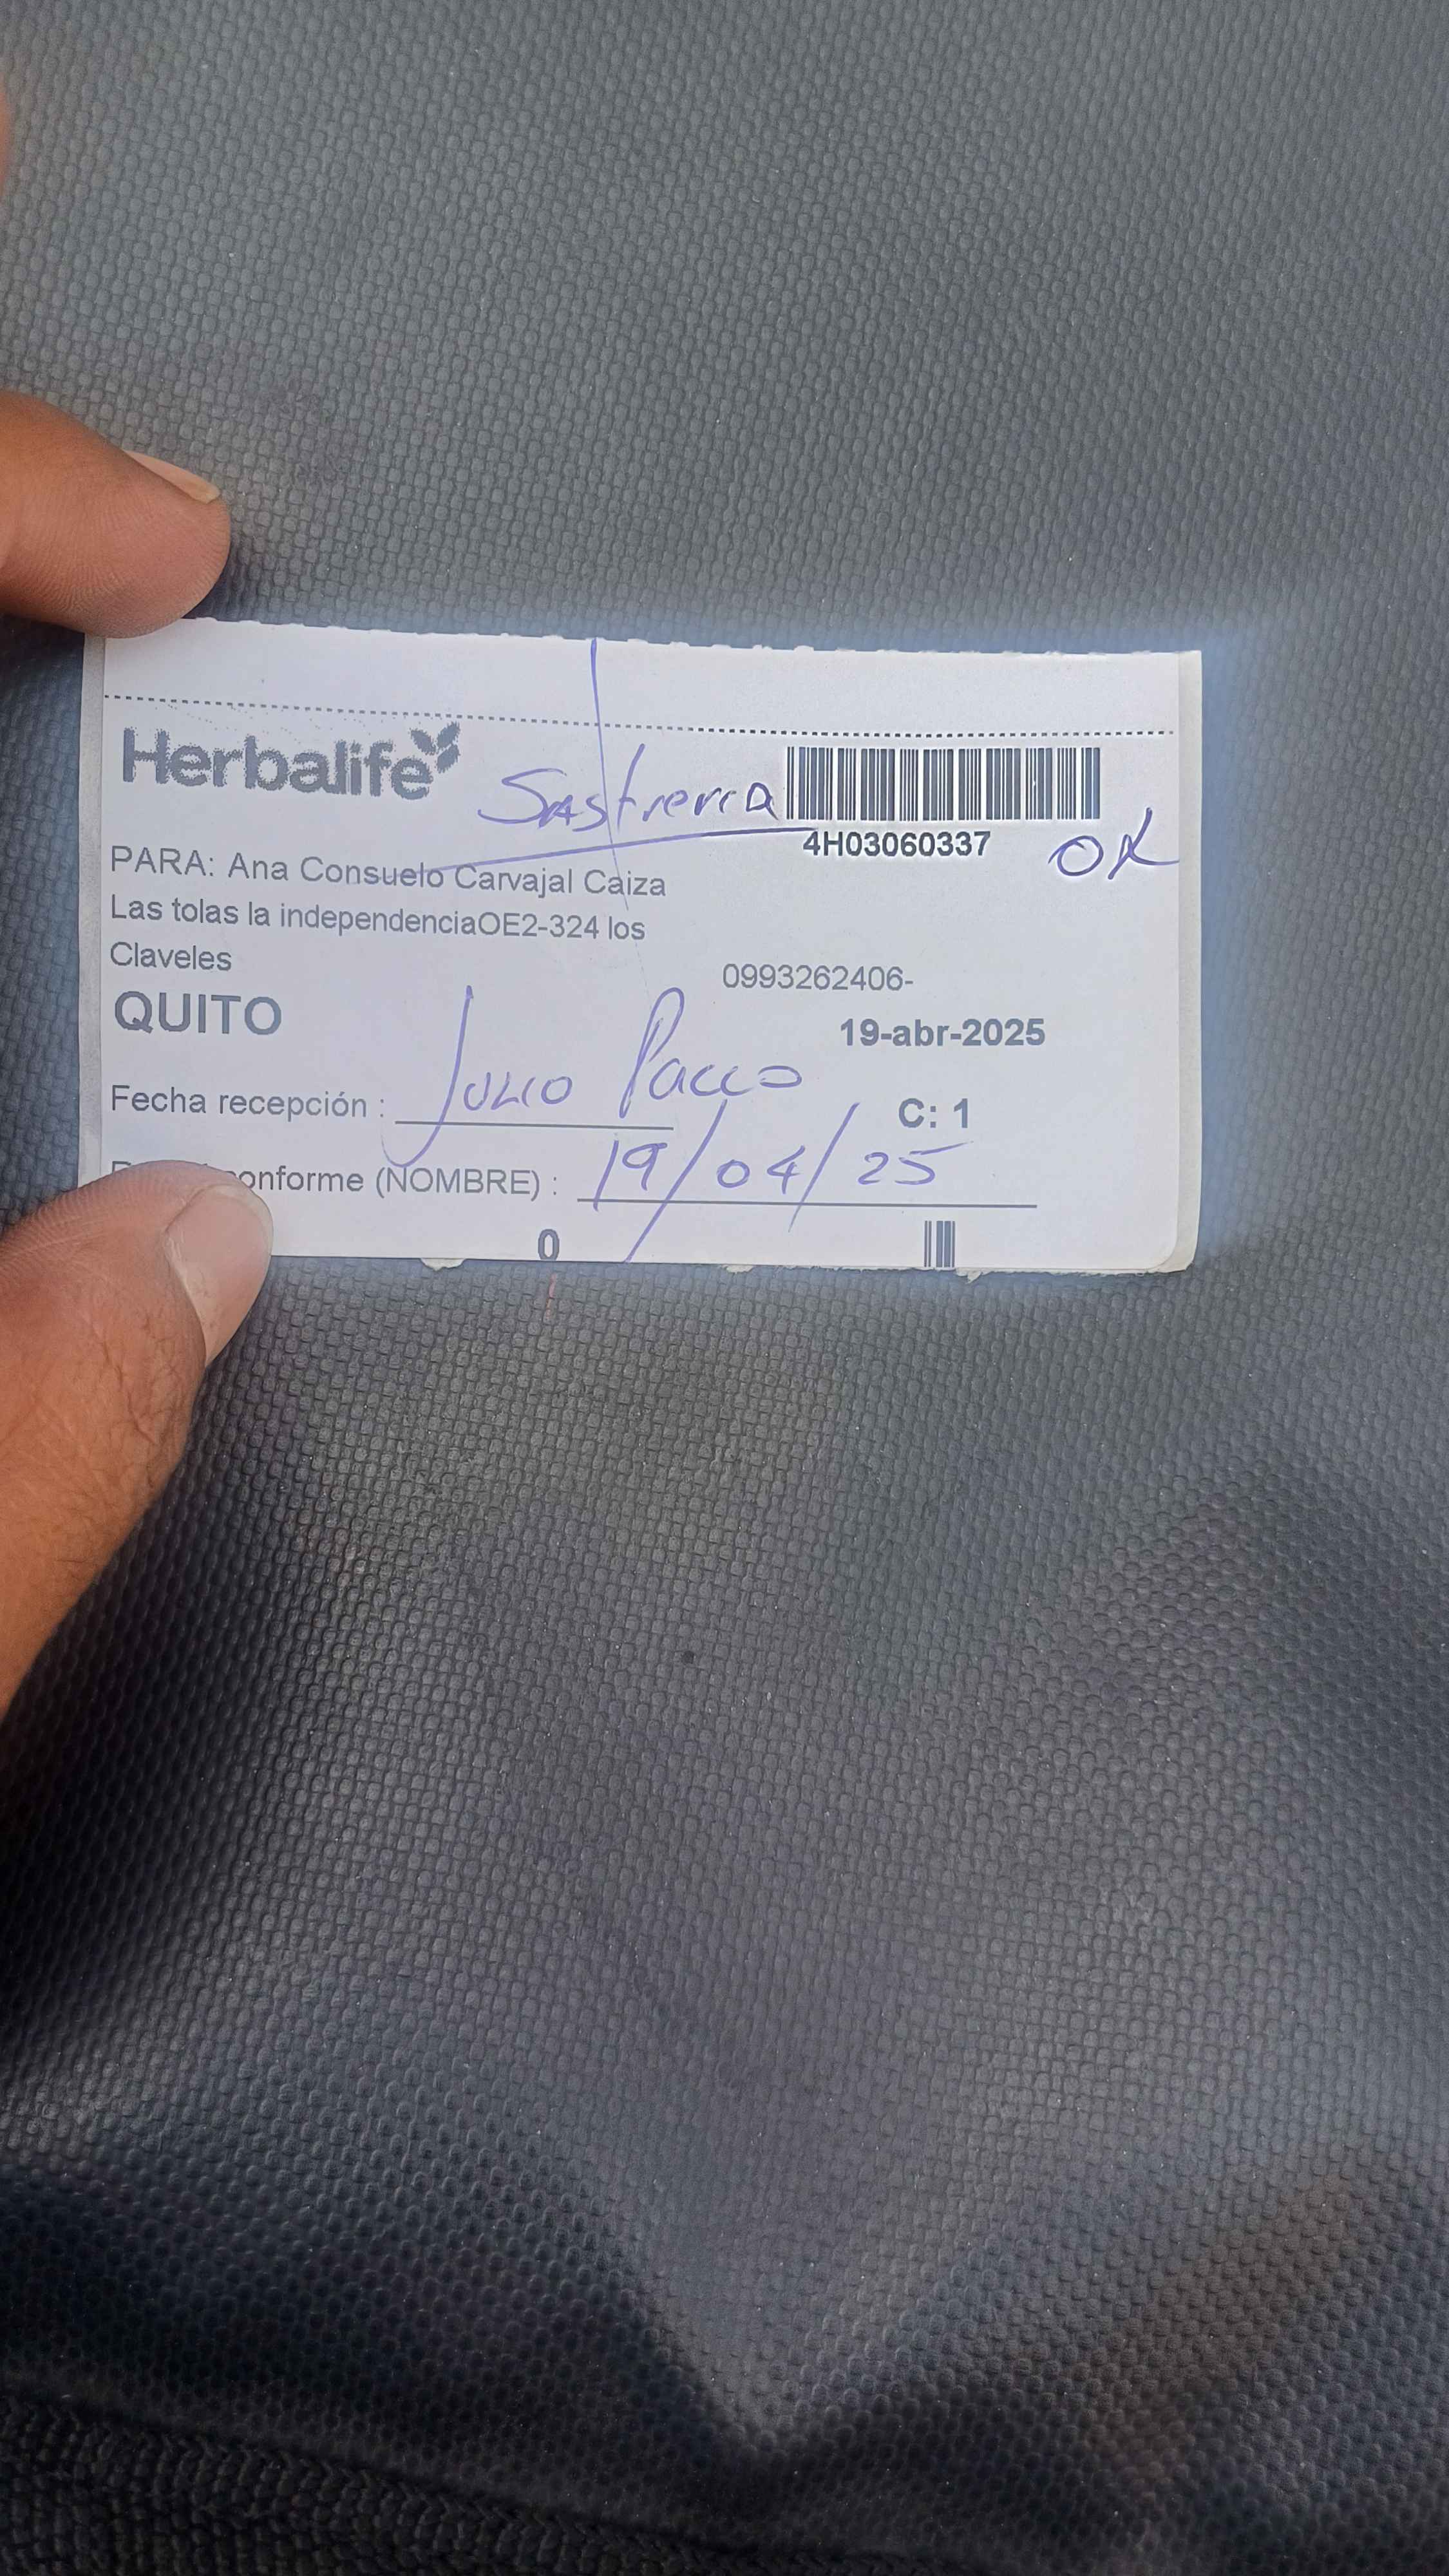 Herbalife
Sastreria
4H03060337
OK
PARA: Ana Consuelo Carvajal Caiza
Las tolas la independenciaOE2-324 los
Claveles
0993262406-
QUITO
19-abr-2025
Fecha recepción : Julio
C: 1
onforme (NOMBRE) : 19/04/25
0